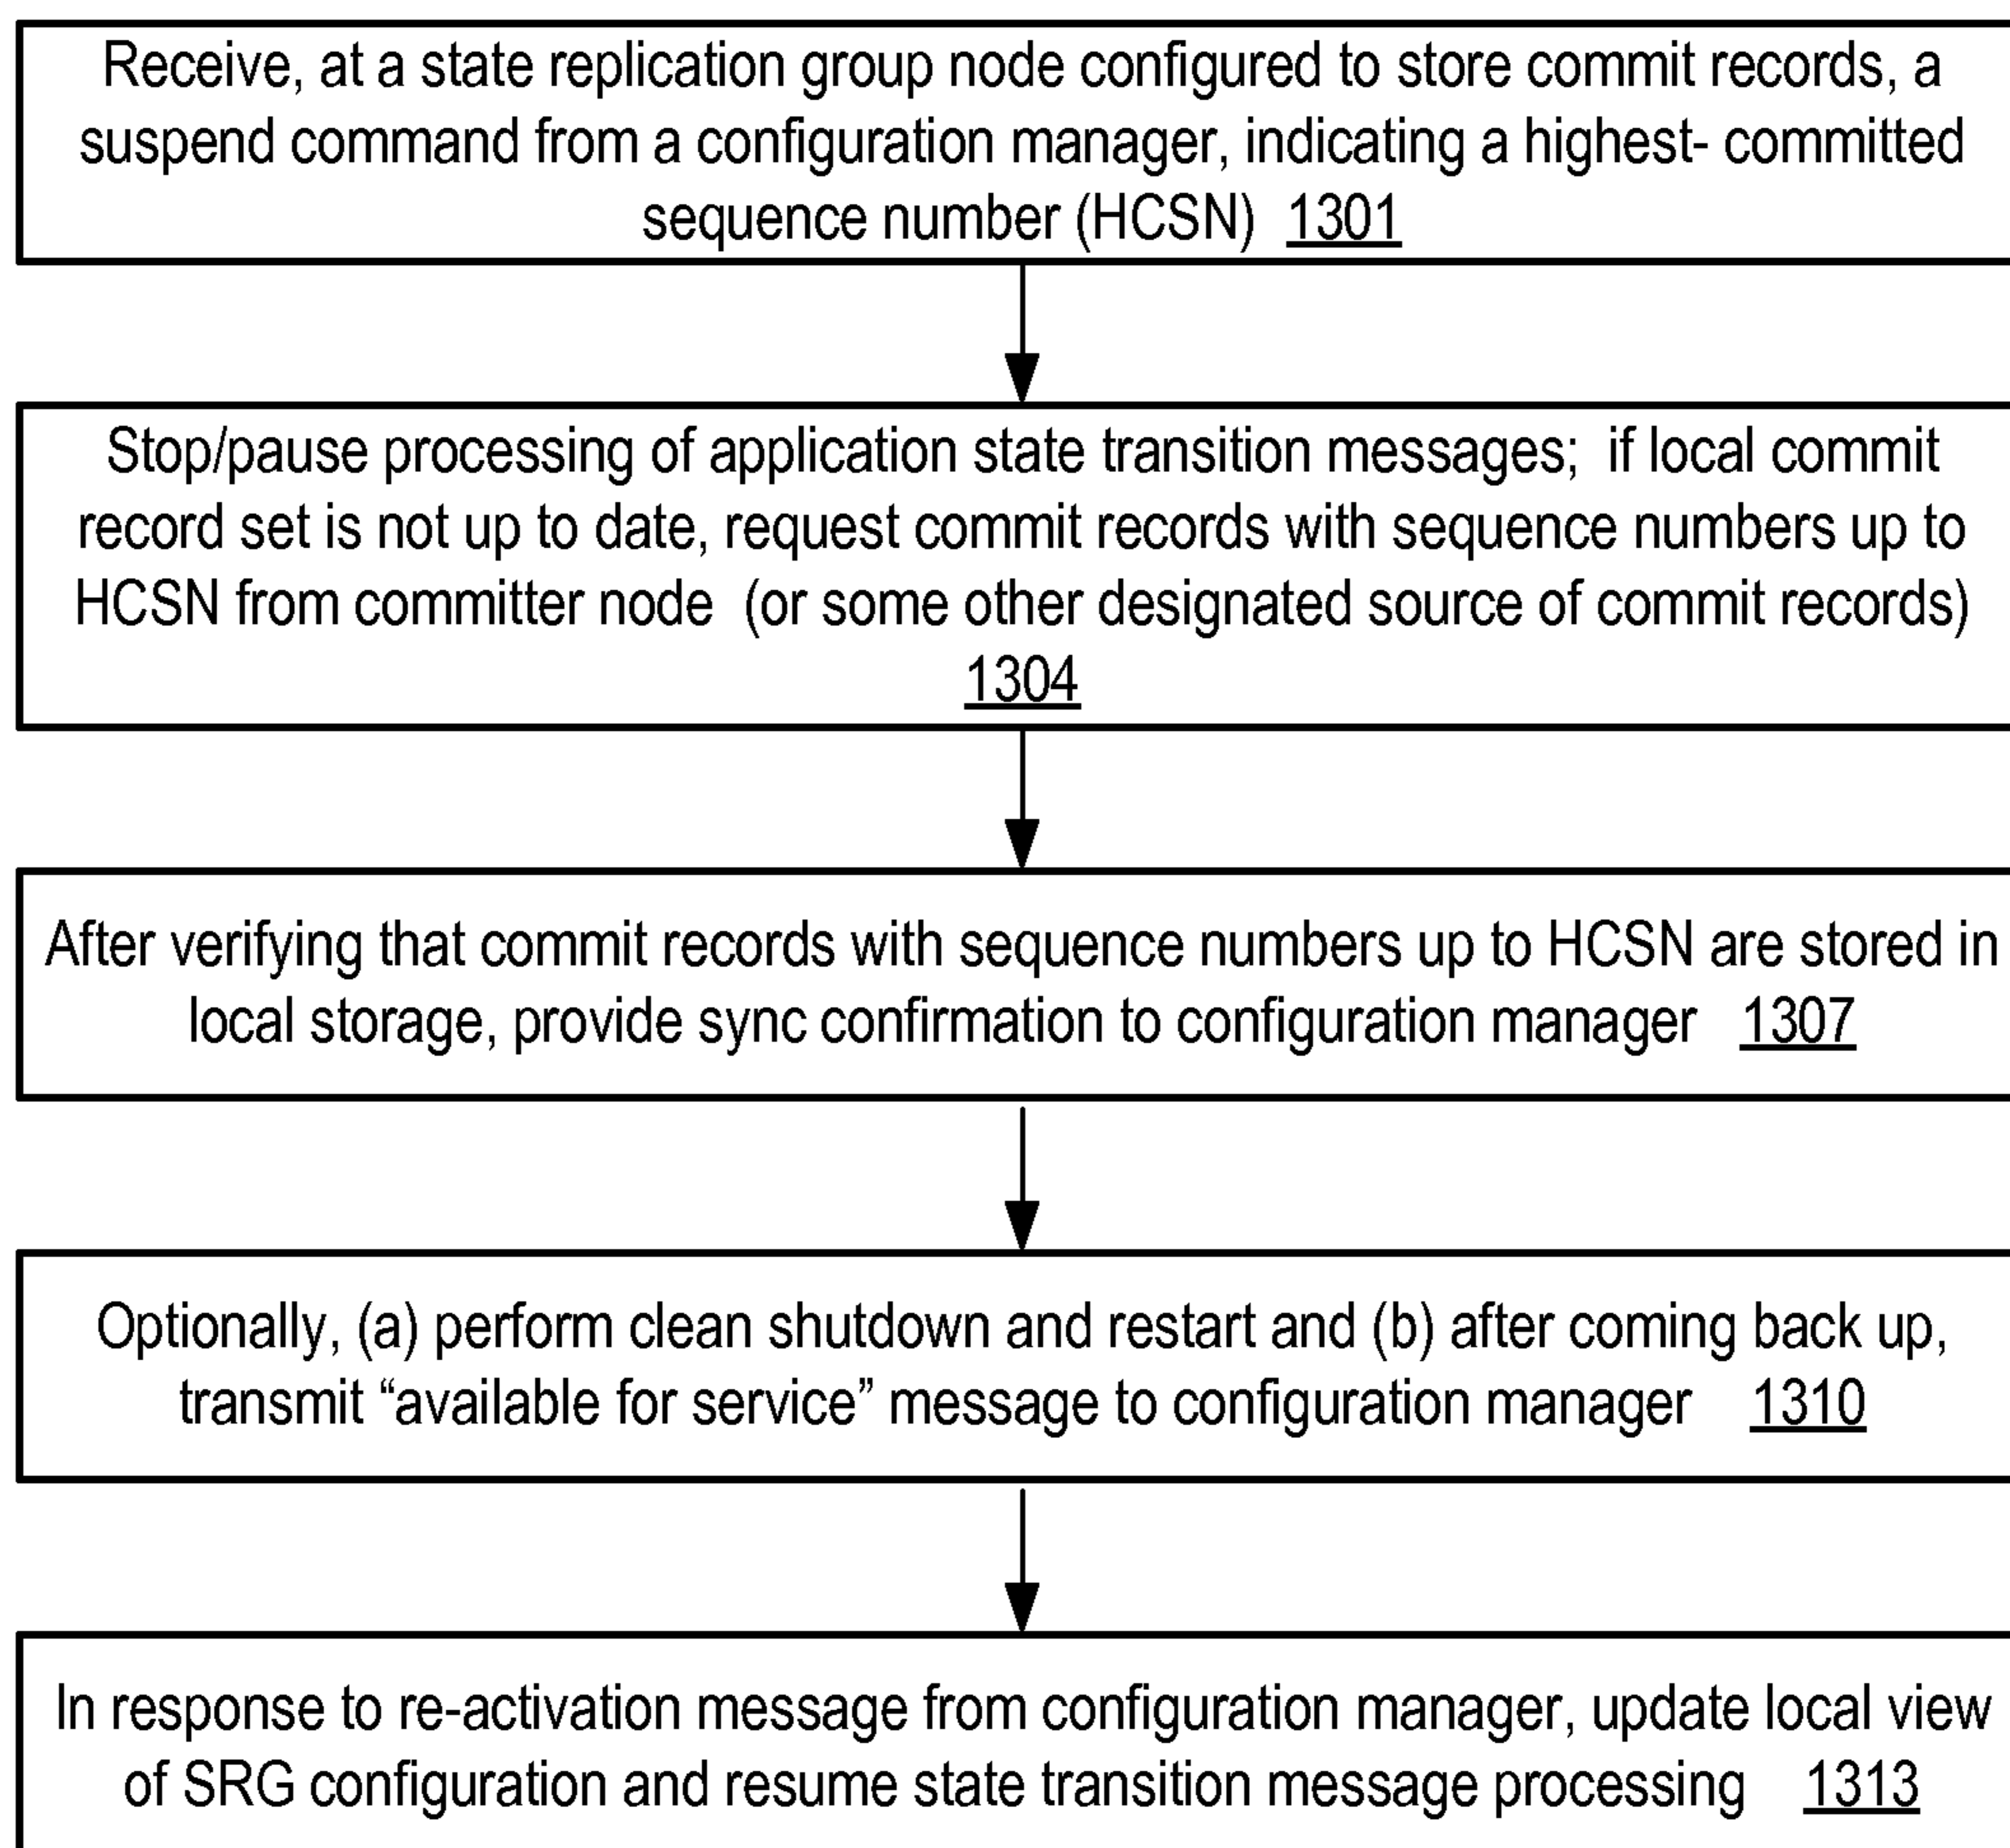 Receive, at a state replication group node configured to store commit records, a
suspend command from a configuration manager, indicating a highest- committed
sequence number (HCSN) 1301
Stop/pause processing of application state transition messages; if local commit
record set is not up to date, request commit records with sequence numbers up to
HCSN from committer node (or some other designated source of commit records)
1304
After verifying that commit records with sequence numbers up to HCSN are stored in
local storage, provide sync confirmation to configuration manager 1307
Optionally, (a) perform clean shutdown and restart and (b) after coming back up,
transmit “available for service” message to configuration manager 1310
In response to re-activation message from configuration manager, update local view
of SRG configuration and resume state transition message processing 1313